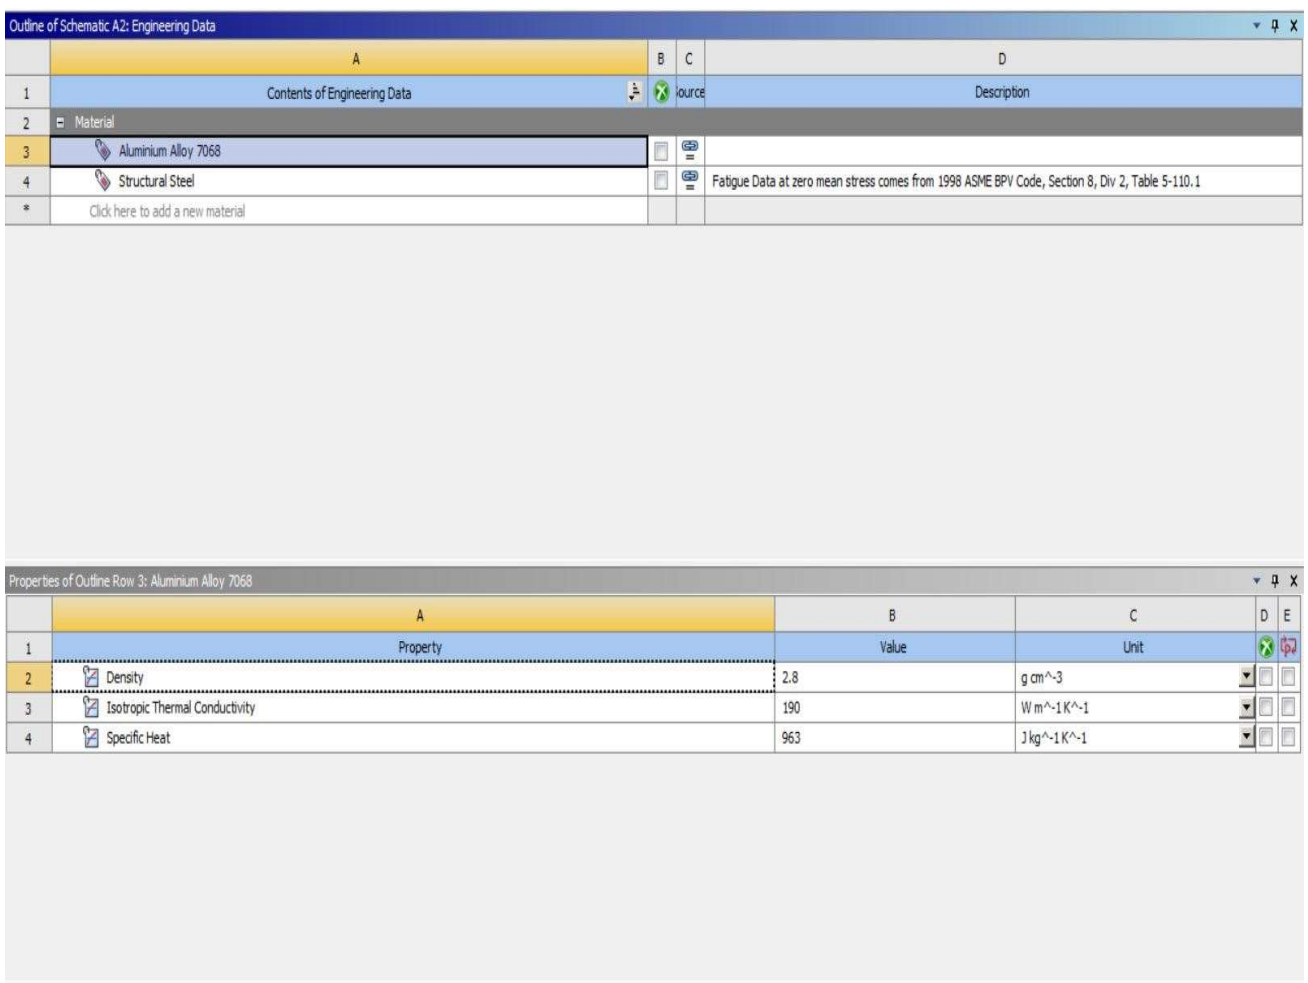 Outline of Schematic A2: Engineering Data
A B C D
1 Contents of Engineering Data ource Description
2 Material
3 Aluminium Alloy 7068
4 Structural Steel Fatigue Data at zero mean stress comes from 1998 ASME BPV Code, Section 8, Div 2, Table 5-110.1
* Click here to add a new material
Properties of Outline Row 3: Aluminium Alloy 7068
A B C D E
1 Property Value Unit
2 Density 2.8 g cm^-3
3 Isotropic Thermal Conductivity 190 W m^-1 K^-1
4 Specific Heat 963 J kg^-1 K^-1